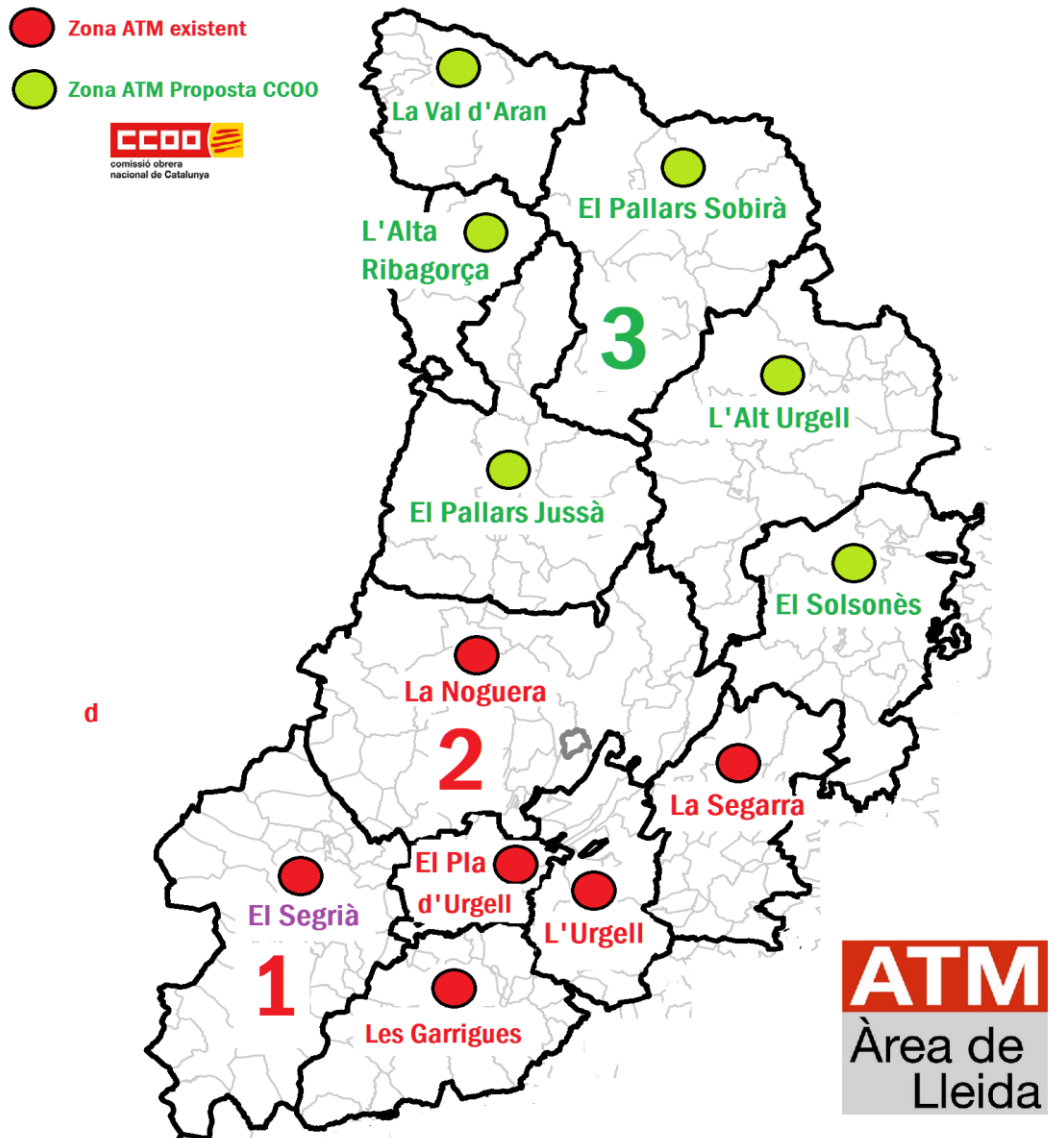 Zona ATM existent
Zona ATM Proposta CCOO
CCOO
comissió obrera
nacional de Catalunya
La Val d'Aran
El Pallars Sobirà
L'Alta
Ribagorça
3
L'Alt Urgell
El Pallars Jussà
El Solsonès
La Noguera
d
2
La Segarra
El Pla
d'Urgell
El Segrià
L'Urgell
1
Les Garrigues
ATM
Àrea de
Lleida